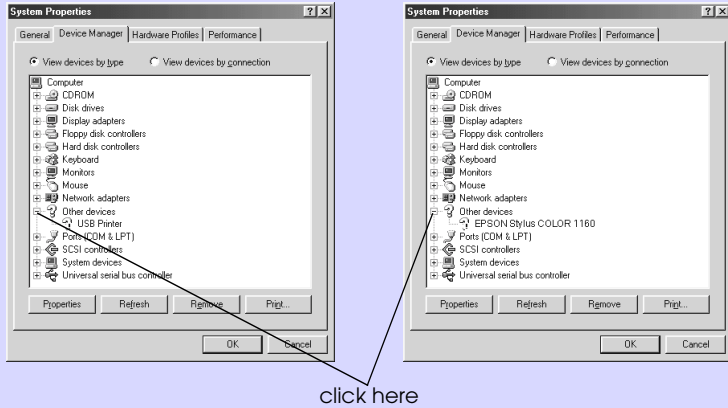 System Properties
General Device Manager Hardware Profiles Performance
View devices by type View devices by connection
Computer
CDROM
Disk drives
Display adapters
Floppy disk controllers
Hard disk controllers
Keyboard
Monitors
Mouse
Network adapters
Other devices
USB Printer
Ports (COM & LPT)
SCSI controllers
System devices
Universal serial bus controller
Properties Refresh Remove Print...
OK Cancel
System Properties
General Device Manager Hardware Profiles Performance
View devices by type View devices by connection
Computer
CDROM
Disk drives
Display adapters
Floppy disk controllers
Hard disk controllers
Keyboard
Monitors
Mouse
Network adapters
Other devices
EPSON Stylus COLOR 1160
Ports (COM & LPT)
SCSI controllers
System devices
Universal serial bus controller
Properties Refresh Remove Print...
OK Cancel
click here